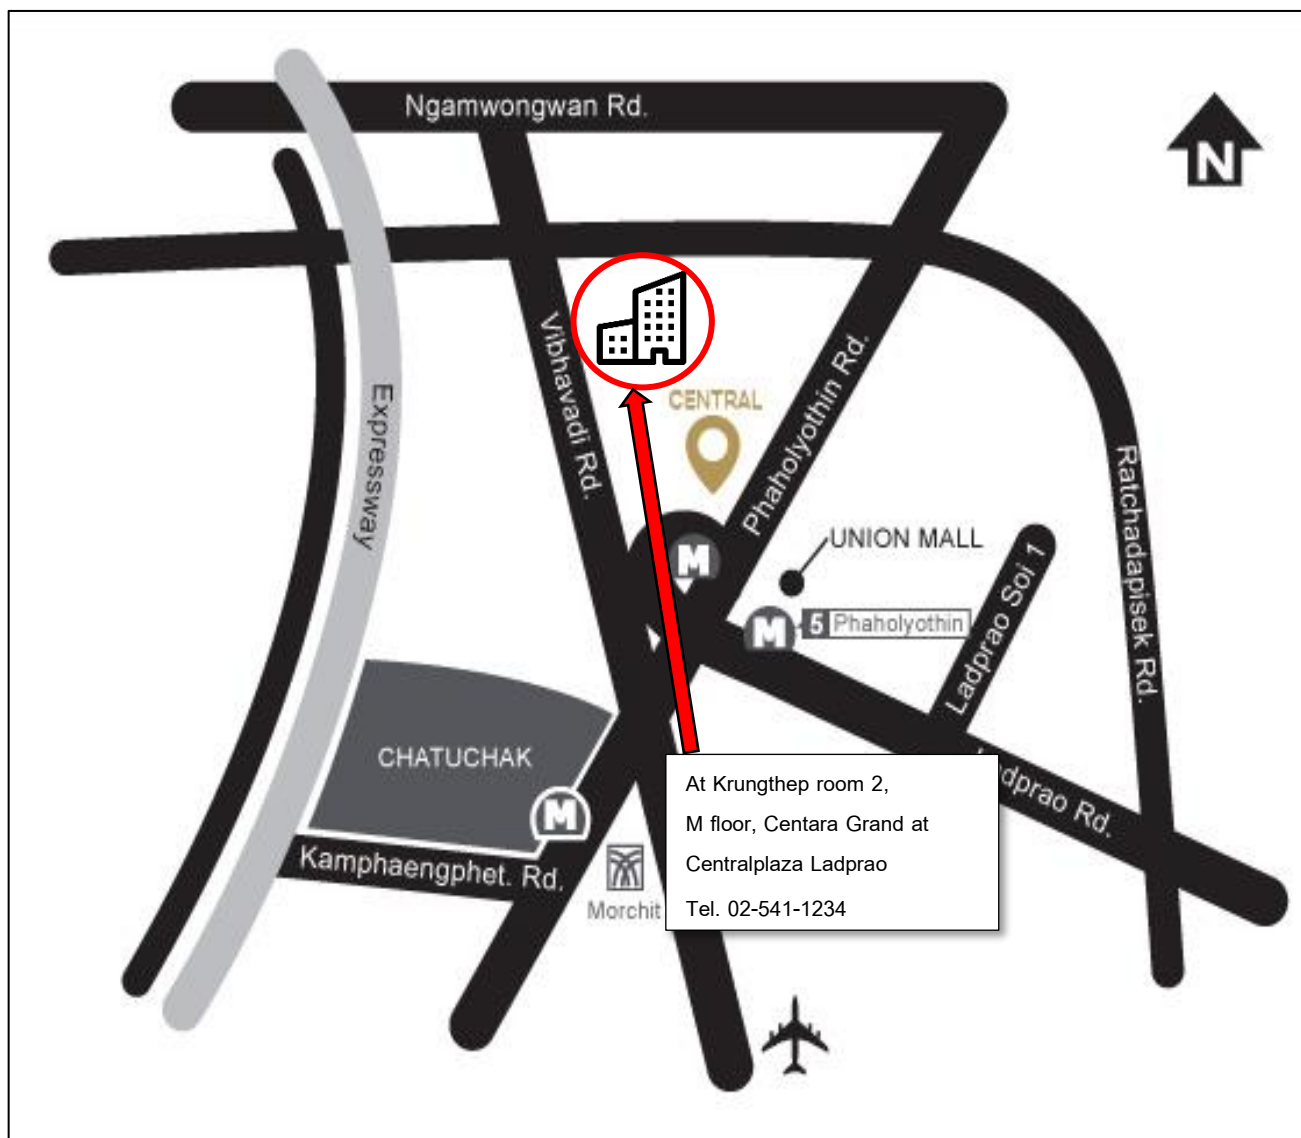 Ngamwongwan Rd.
N
Vibhavadi Rd.
CENTRAL
Phaholyothin Rd.
Expressway
Ratchadapisek Rd.
M
UNION MALL
Ladprao Soi 1
M
5 Phaholyothin
CHATUCHAK
M
Kamphaengphet. Rd.
Morchit
At Krungthep room 2,
M floor, Centara Grand at
Centralplaza Ladprao
Tel. 02-541-1234
dprao Rd.